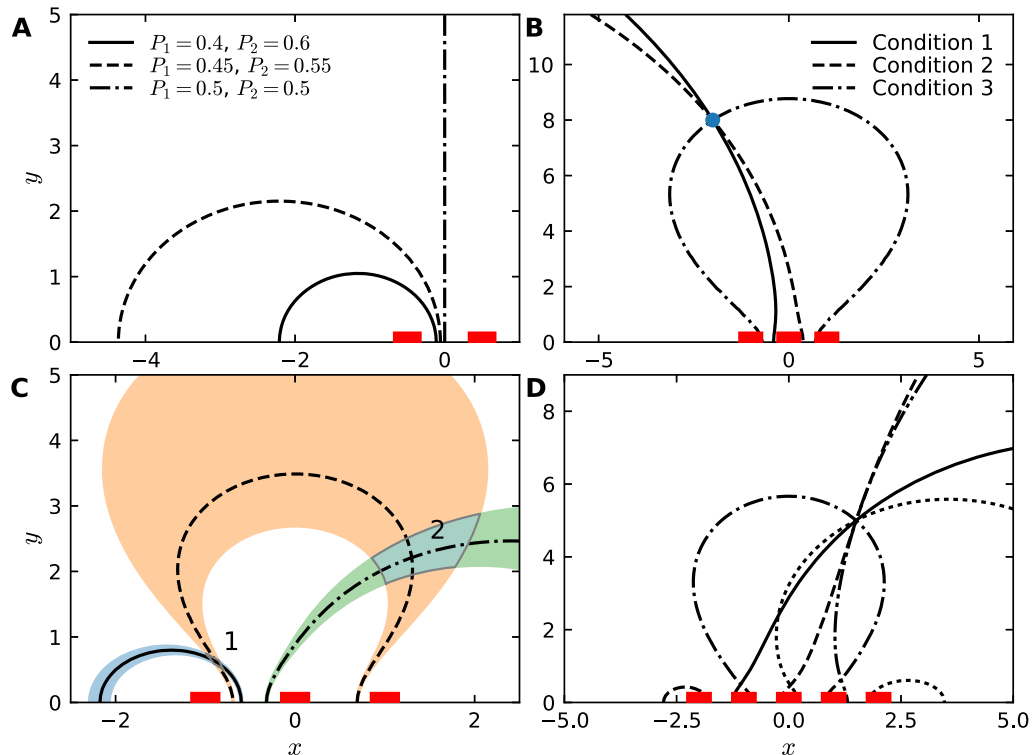 A
P₁ = 0.4, P₂ = 0.6
P₁ = 0.45, P₂ = 0.55
P₁ = 0.5, P₂ = 0.5
5
4
3
2
1
0
y
−4
−2
0
B
Condition 1
Condition 2
Condition 3
10
8
6
4
2
0
−5
0
5
C
1
2
5
4
3
2
1
0
y
−2
0
2
x
D
8
6
4
2
0
−5.0
−2.5
0.0
2.5
5.0
x